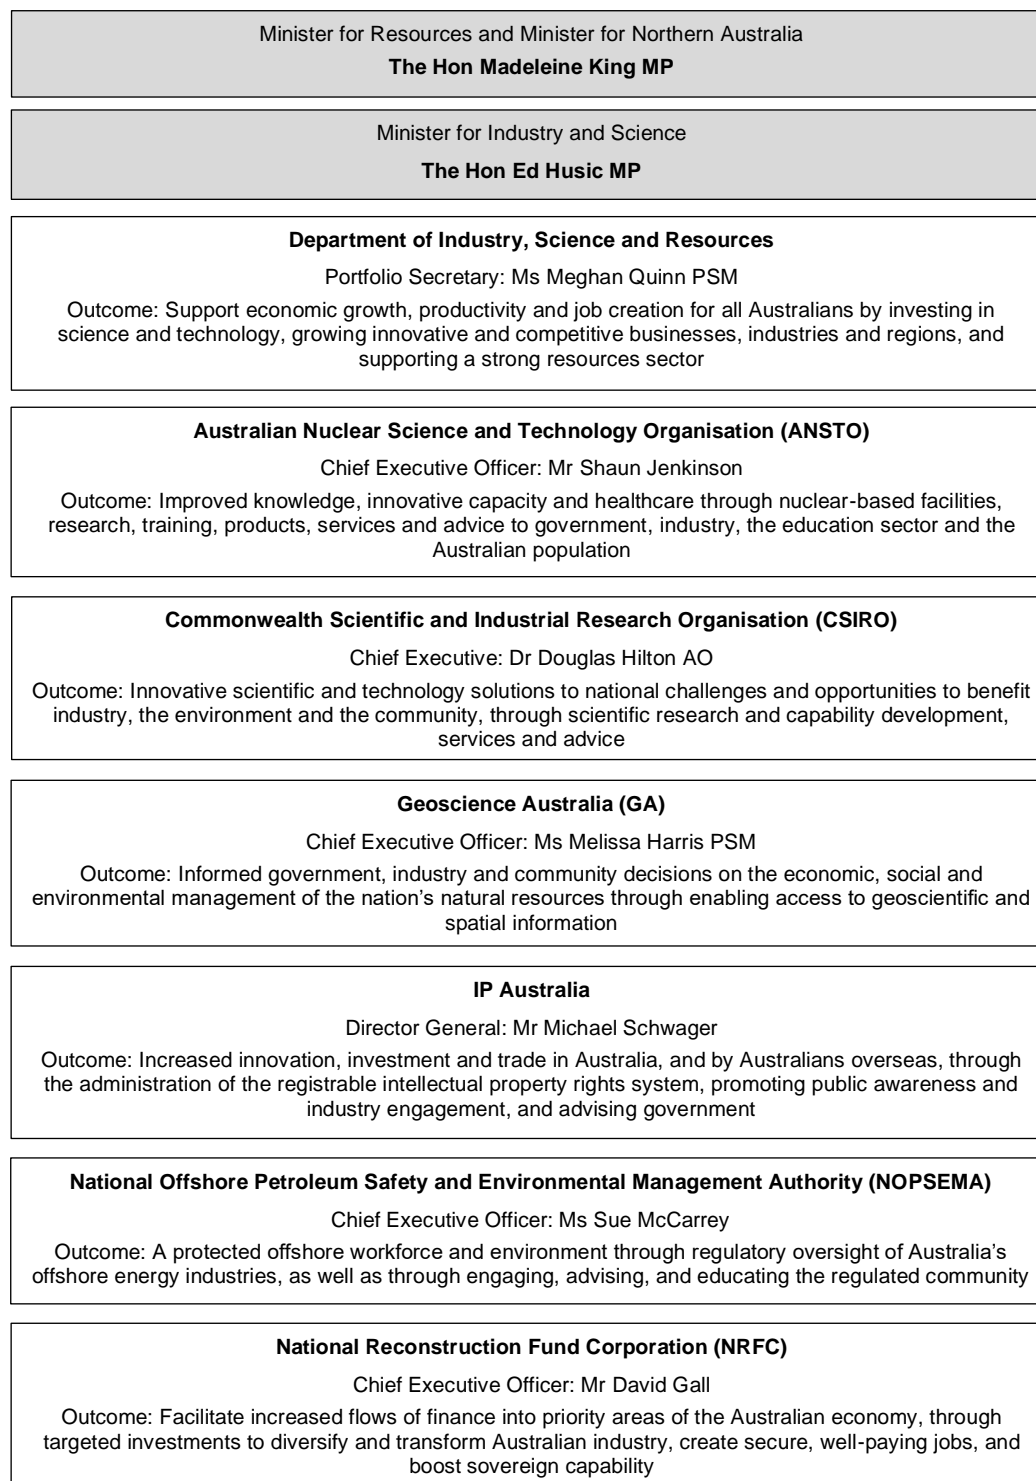 Minister for Resources and Minister for Northern Australia
The Hon Madeleine King MP
Minister for Industry and Science
The Hon Ed Husic MP
Department of Industry, Science and Resources
Portfolio Secretary: Ms Meghan Quinn PSM
Outcome: Support economic growth, productivity and job creation for all Australians by investing in
science and technology, growing innovative and competitive businesses, industries and regions, and
supporting a strong resources sector
Australian Nuclear Science and Technology Organisation (ANSTO)
Chief Executive Officer: Mr Shaun Jenkinson
Outcome: Improved knowledge, innovative capacity and healthcare through nuclear-based facilities,
research, training, products, services and advice to government, industry, the education sector and the
Australian population
Commonwealth Scientific and Industrial Research Organisation (CSIRO)
Chief Executive: Dr Douglas Hilton AO
Outcome: Innovative scientific and technology solutions to national challenges and opportunities to benefit
industry, the environment and the community, through scientific research and capability development,
services and advice
Geoscience Australia (GA)
Chief Executive Officer: Ms Melissa Harris PSM
Outcome: Informed government, industry and community decisions on the economic, social and
environmental management of the nation’s natural resources through enabling access to geoscientific and
spatial information
IP Australia
Director General: Mr Michael Schwager
Outcome: Increased innovation, investment and trade in Australia, and by Australians overseas, through
the administration of the registrable intellectual property rights system, promoting public awareness and
industry engagement, and advising government
National Offshore Petroleum Safety and Environmental Management Authority (NOPSEMA)
Chief Executive Officer: Ms Sue McCarrey
Outcome: A protected offshore workforce and environment through regulatory oversight of Australia’s
offshore energy industries, as well as through engaging, advising, and educating the regulated community
National Reconstruction Fund Corporation (NRFC)
Chief Executive Officer: Mr David Gall
Outcome: Facilitate increased flows of finance into priority areas of the Australian economy, through
targeted investments to diversify and transform Australian industry, create secure, well-paying jobs, and
boost sovereign capability